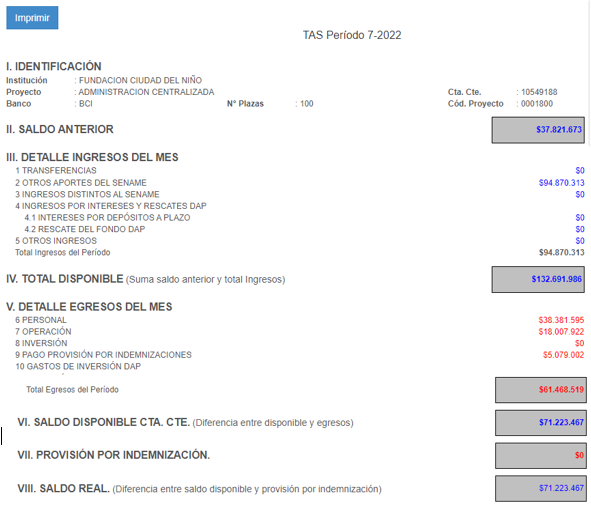 Imprimir
TAS Período 7-2022
I. IDENTIFICACIÓN
Institución : FUNDACION CIUDAD DEL NIÑO
Proyecto : ADMINISTRACION CENTRALIZADA Cta. Cte. : 10549188
Banco : BCI N° Plazas : 100 Cód. Proyecto : 0001800
II. SALDO ANTERIOR $37.821.673
III. DETALLE INGRESOS DEL MES
1 TRANSFERENCIAS $0
2 OTROS APORTES DEL SENAME $94.870.313
3 INGRESOS DISTINTOS AL SENAME $0
4 INGRESOS POR INTERESES Y RESCATES DAP
4.1 INTERESES POR DEPÓSITOS A PLAZO $0
4.2 RESCATE DEL FONDO DAP $0
5 OTROS INGRESOS $0
Total Ingresos del Período $94.870.313
IV. TOTAL DISPONIBLE (Suma saldo anterior y total Ingresos) $132.691.986
V. DETALLE EGRESOS DEL MES
6 PERSONAL $38.381.595
7 OPERACIÓN $18.007.922
8 INVERSIÓN $0
9 PAGO PROVISIÓN POR INDEMNIZACIONES $5.079.002
10 GASTOS DE INVERSIÓN DAP
Total Egresos del Período $61.468.519
VI. SALDO DISPONIBLE CTA. CTE. (Diferencia entre disponible y egresos) $71.223.467
VII. PROVISIÓN POR INDEMNIZACIÓN. $0
VIII. SALDO REAL. (Diferencia entre saldo disponible y provisión por indemnización) $71.223.467